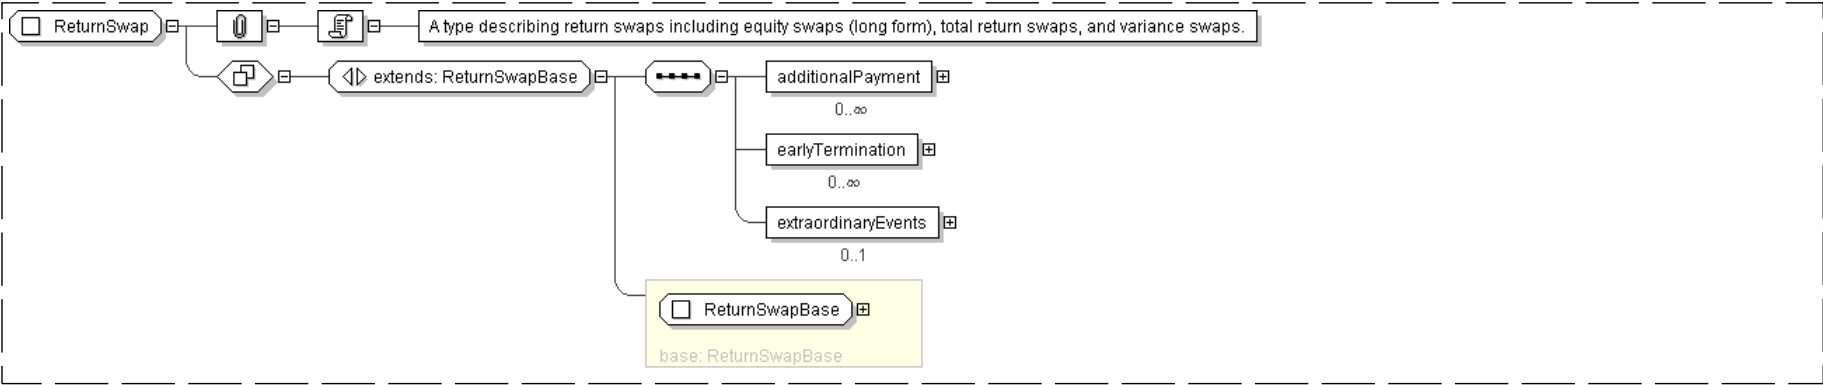 ReturnSwap
A type describing return swaps including equity swaps (long form), total return swaps, and variance swaps.
extends: ReturnSwapBase
additionalPayment
0..∞
earlyTermination
0..∞
extraordinaryEvents
0..1
ReturnSwapBase
base: ReturnSwapBase